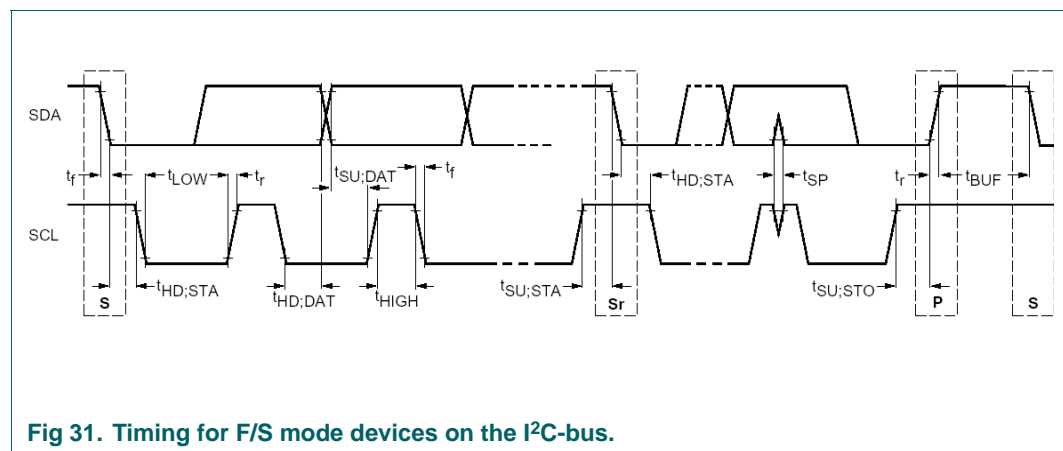 SDA
tf
tLOW
tr
tSU;DAT
tf
tHD;STA
tSP
tr
tBUF
SCL
S
tHD;STA
tHD;DAT
tHIGH
tSU;STA
Sr
tSU;STO
P
S
Fig 31. Timing for F/S mode devices on the I²C-bus.